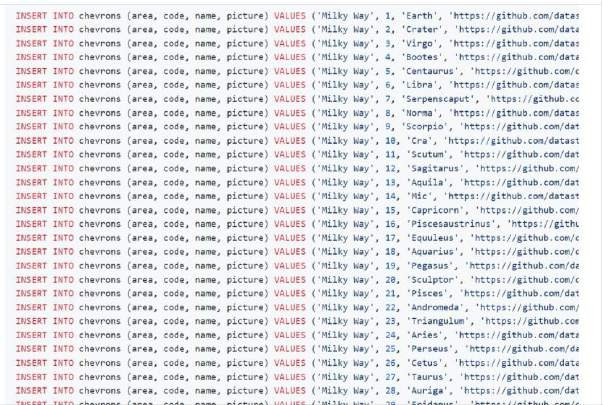 INSERT INTO chevrons (area, code, name, picture) VALUES ('Milky Way', 1, 'Earth', 'https://github.com/datas
INSERT INTO chevrons (area, code, name, picture) VALUES ('Milky Way', 2, 'Crater', 'https://github.com/data
INSERT INTO chevrons (area, code, name, picture) VALUES ('Milky Way', 3, 'Virgo', 'https://github.com/datas
INSERT INTO chevrons (area, code, name, picture) VALUES ('Milky Way', 4, 'Bootes', 'https://github.com/data
INSERT INTO chevrons (area, code, name, picture) VALUES ('Milky Way', 5, 'Centaurus', 'https://github.com/d
INSERT INTO chevrons (area, code, name, picture) VALUES ('Milky Way', 6, 'Libra', 'https://github.com/datas
INSERT INTO chevrons (area, code, name, picture) VALUES ('Milky Way', 7, 'Serpenscaput', 'https://github.co
INSERT INTO chevrons (area, code, name, picture) VALUES ('Milky Way', 8, 'Norma', 'https://github.com/datas
INSERT INTO chevrons (area, code, name, picture) VALUES ('Milky Way', 9, 'Scorpio', 'https://github.com/dat
INSERT INTO chevrons (area, code, name, picture) VALUES ('Milky Way', 10, 'Cra', 'https://github.com/datast
INSERT INTO chevrons (area, code, name, picture) VALUES ('Milky Way', 11, 'Scutum', 'https://github.com/dat
INSERT INTO chevrons (area, code, name, picture) VALUES ('Milky Way', 12, 'Sagitarus', 'https://github.com/
INSERT INTO chevrons (area, code, name, picture) VALUES ('Milky Way', 13, 'Aquila', 'https://github.com/dat
INSERT INTO chevrons (area, code, name, picture) VALUES ('Milky Way', 14, 'Mic', 'https://github.com/datast
INSERT INTO chevrons (area, code, name, picture) VALUES ('Milky Way', 15, 'Capricorn', 'https://github.com/
INSERT INTO chevrons (area, code, name, picture) VALUES ('Milky Way', 16, 'Piscesaustrinus', 'https://githu
INSERT INTO chevrons (area, code, name, picture) VALUES ('Milky Way', 17, 'Equuleus', 'https://github.com/d
INSERT INTO chevrons (area, code, name, picture) VALUES ('Milky Way', 18, 'Aquarius', 'https://github.com/d
INSERT INTO chevrons (area, code, name, picture) VALUES ('Milky Way', 19, 'Pegasus', 'https://github.com/da
INSERT INTO chevrons (area, code, name, picture) VALUES ('Milky Way', 20, 'Sculptor', 'https://github.com/d
INSERT INTO chevrons (area, code, name, picture) VALUES ('Milky Way', 21, 'Pisces', 'https://github.com/dat
INSERT INTO chevrons (area, code, name, picture) VALUES ('Milky Way', 22, 'Andromeda', 'https://github.com/
INSERT INTO chevrons (area, code, name, picture) VALUES ('Milky Way', 23, 'Triangulum', 'https://github.com
INSERT INTO chevrons (area, code, name, picture) VALUES ('Milky Way', 24, 'Aries', 'https://github.com/data
INSERT INTO chevrons (area, code, name, picture) VALUES ('Milky Way', 25, 'Perseus', 'https://github.com/da
INSERT INTO chevrons (area, code, name, picture) VALUES ('Milky Way', 26, 'Cetus', 'https://github.com/data
INSERT INTO chevrons (area, code, name, picture) VALUES ('Milky Way', 27, 'Taurus', 'https://github.com/dat
INSERT INTO chevrons (area, code, name, picture) VALUES ('Milky Way', 28, 'Auriga', 'https://github.com/dat
INSERT INTO chevrons (area, code, name, picture) VALUES ('Milky Way', 29,